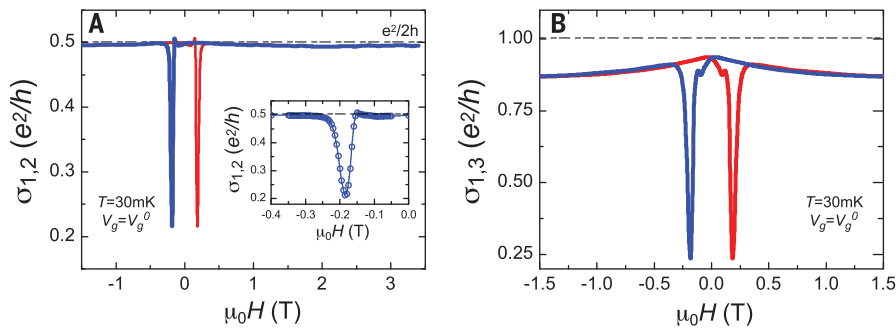 A
e²/2h
0.5
0.4
0.3
0.2
σ1,2 (e²/h)
-1 0 1 2 3
μ0H (T)
T=30mK
Vg=Vg⁰
0.5
0.4
0.3
0.2
σ1,2 (e²/h)
-0.4 -0.3 -0.2 -0.1 0.0
μ0H (T)
B
1.00
0.75
0.50
0.25
σ1,3 (e²/h)
-1.5 -1.0 -0.5 0.0 0.5 1.0 1.5
μ0H (T)
T=30mK
Vg=Vg⁰